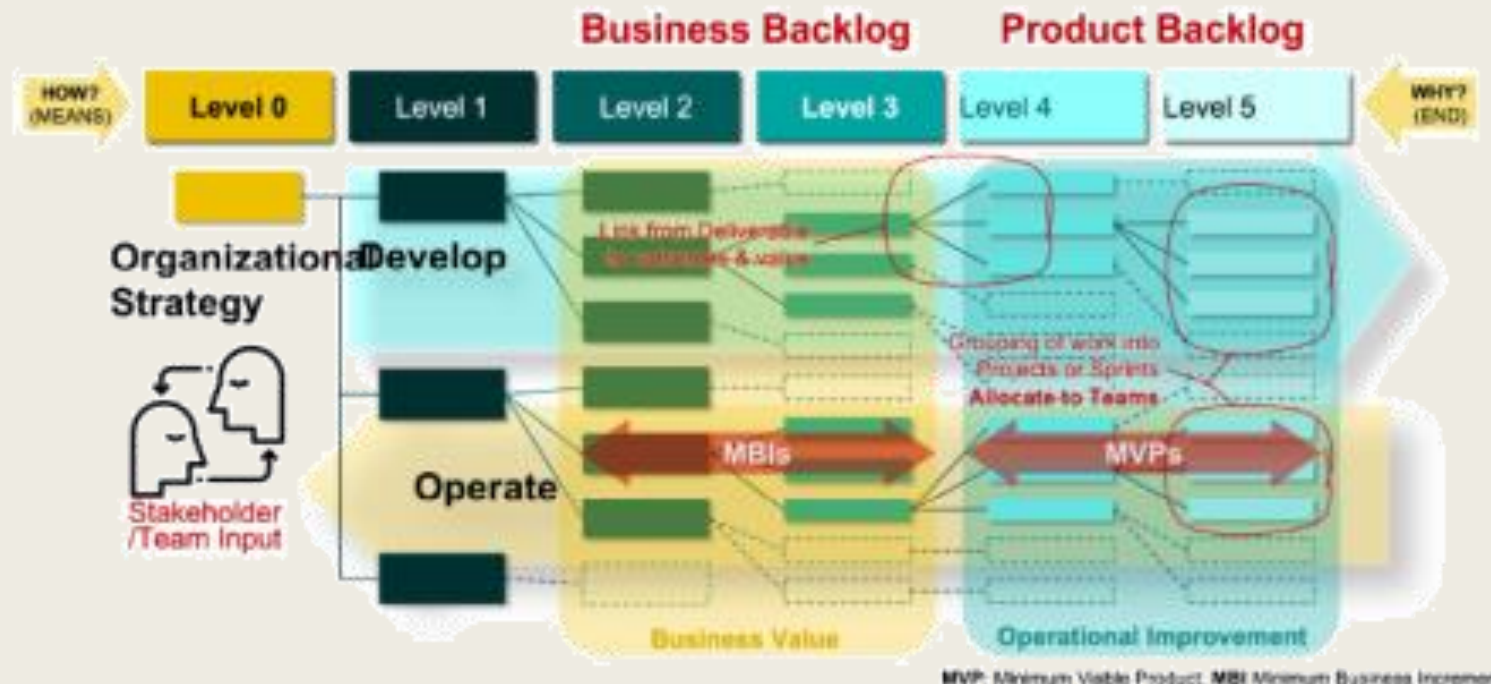 Business Backlog
Product Backlog
HOW?
(MEANS)
Level 0
Level 1
Level 2
Level 3
Level 4
Level 5
WHY?
(END)
Organizational
Strategy
Develop
Link from Deliverable
outcomes & value
Grouping of work into
Projects or Sprints
Allocate to Teams
MBIs
MVPs
Operate
Stakeholder
/Team Input
Business Value
Operational Improvement
MVP: Minimum Viable Product, MBI Minimum Business